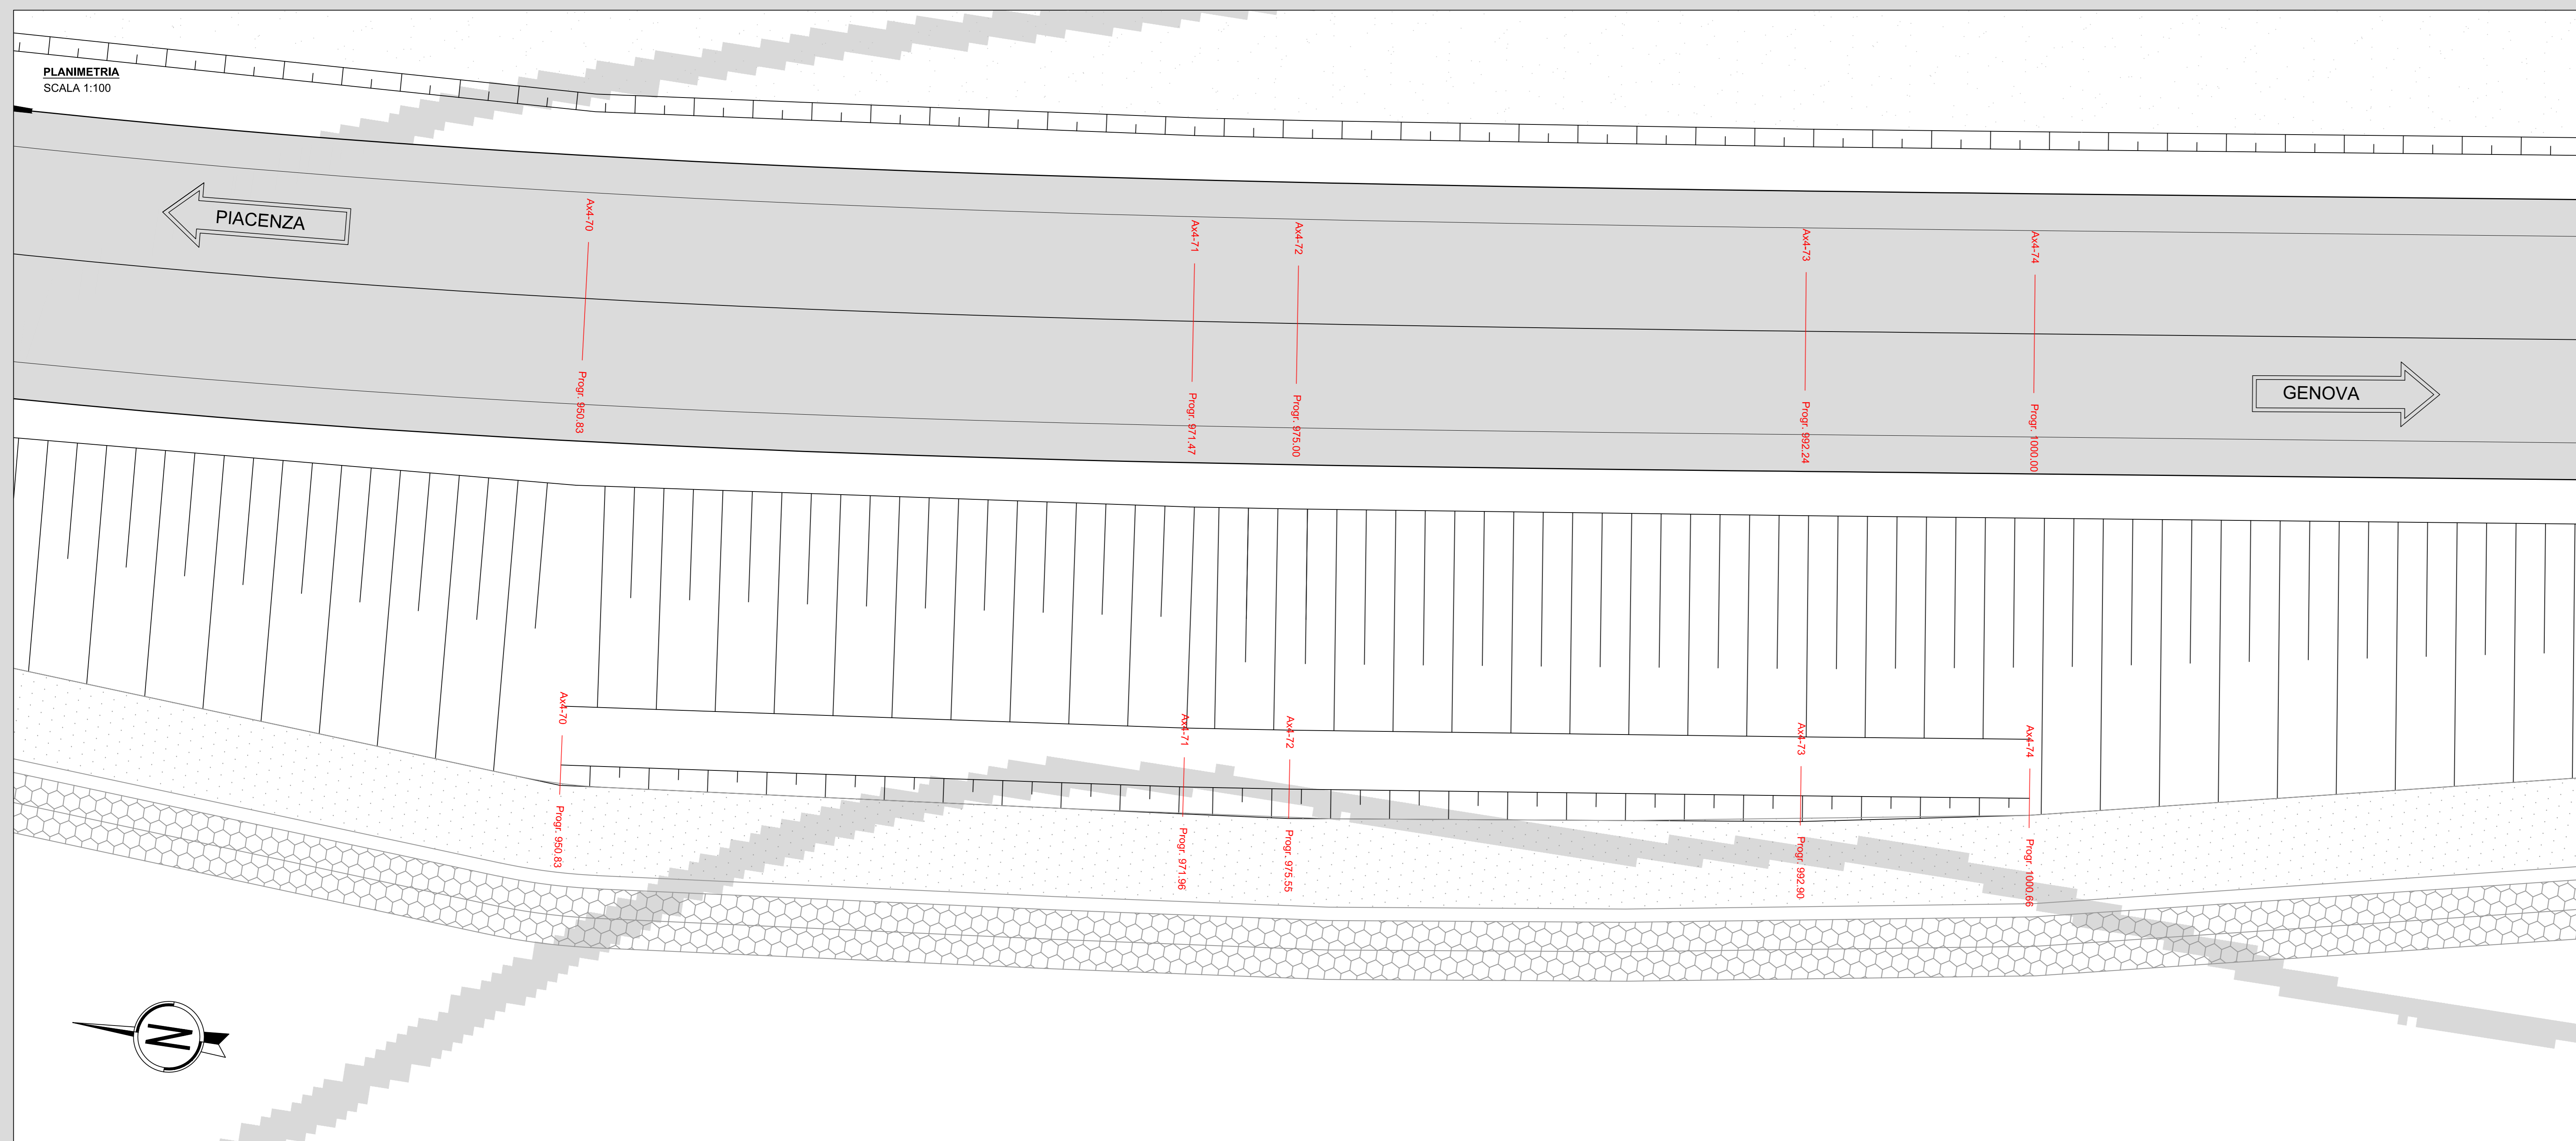 PLANIMETRIA
SCALA 1:100
PIACENZA
Ax4-70
Progr. 950.83
Ax4-71
Progr. 971.47
Ax4-72
Progr. 975.00
Ax4-73
Progr. 992.24
Ax4-74
Progr. 1000.00
GENOVA
Ax4-70
Progr. 950.83
Ax4-71
Progr. 971.96
Ax4-72
Progr. 975.55
Ax4-73
Progr. 992.90
Ax4-74
Progr. 1000.66
N